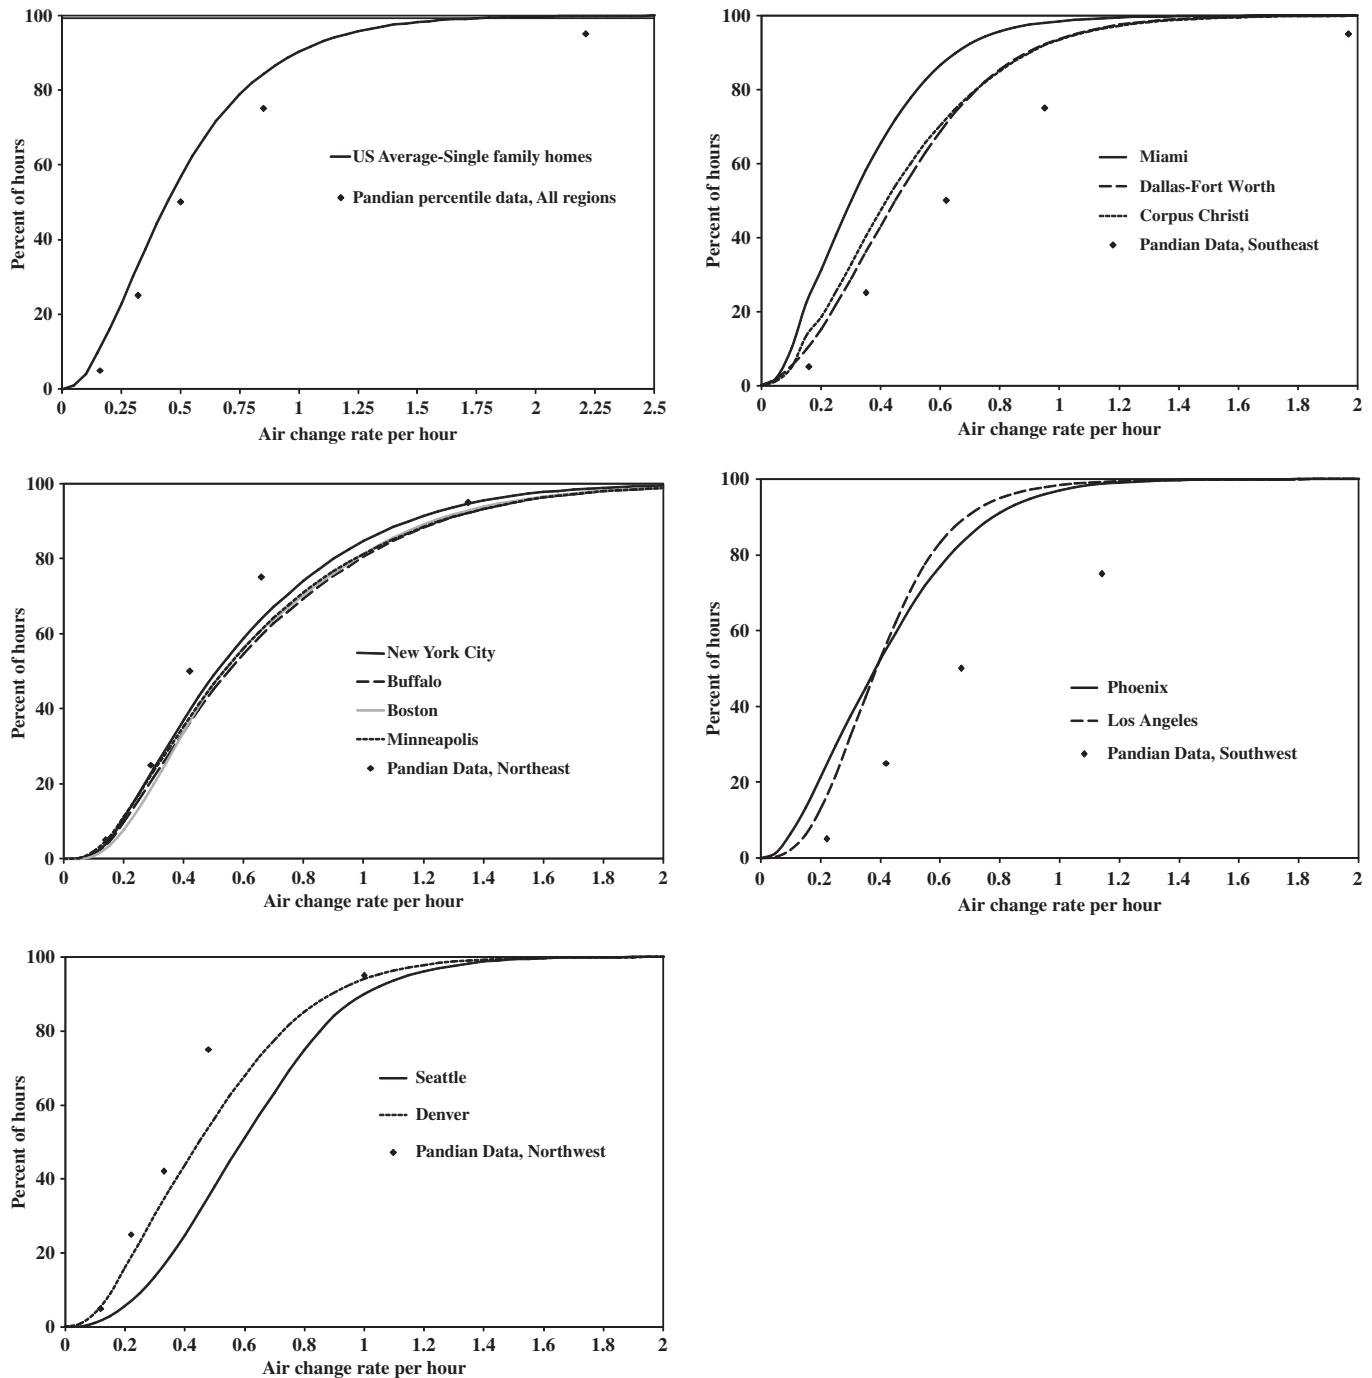 100
80
60
40
20
0
Percent of hours
US Average-Single family homes
Pandian percentile data, All regions
0 0.25 0.5 0.75 1 1.25 1.5 1.75 2 2.25 2.5
Air change rate per hour
100
80
60
40
20
0
Percent of hours
Miami
Dallas-Fort Worth
Corpus Christi
Pandian Data, Southeast
0 0.2 0.4 0.6 0.8 1 1.2 1.4 1.6 1.8 2
Air change rate per hour
100
80
60
40
20
0
Percent of hours
New York City
Buffalo
Boston
Minneapolis
Pandian Data, Northeast
0 0.2 0.4 0.6 0.8 1 1.2 1.4 1.6 1.8 2
Air change rate per hour
100
80
60
40
20
0
Percent of hours
Phoenix
Los Angeles
Pandian Data, Southwest
0 0.2 0.4 0.6 0.8 1 1.2 1.4 1.6 1.8 2
Air change rate per hour
100
80
60
40
20
0
Percent of hours
Seattle
Denver
Pandian Data, Northwest
0 0.2 0.4 0.6 0.8 1 1.2 1.4 1.6 1.8 2
Air change rate per hour